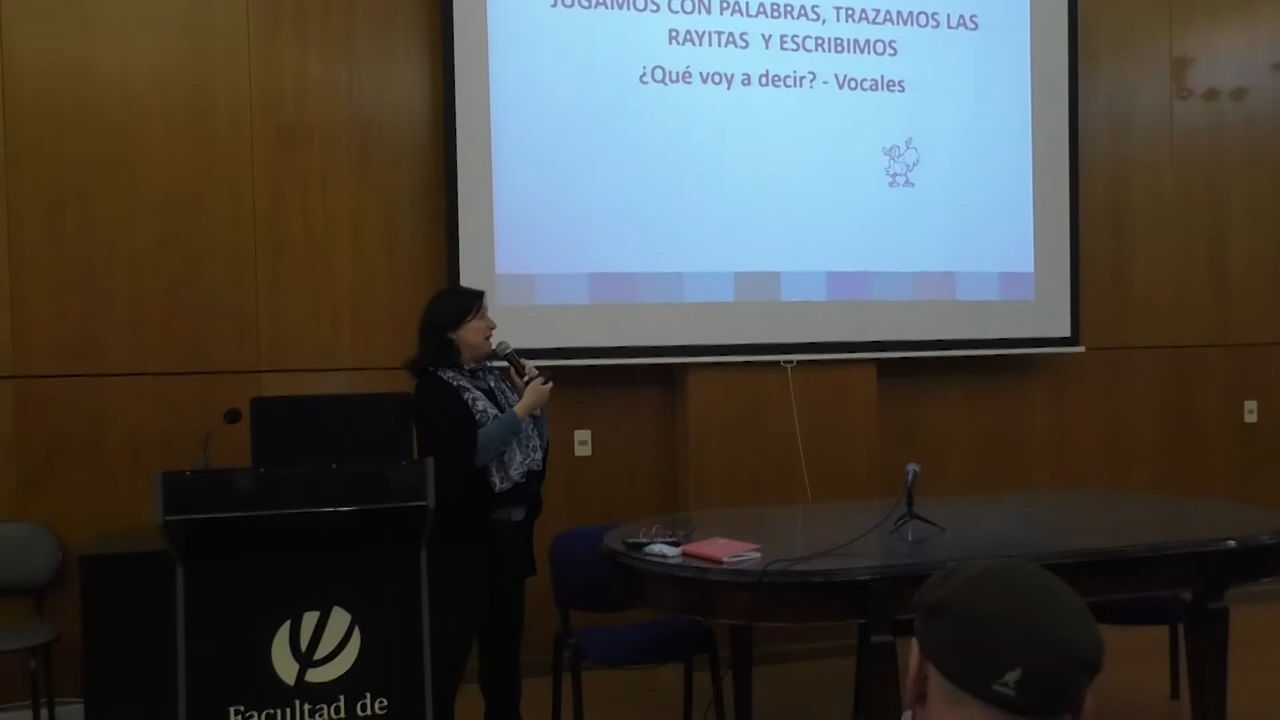 JUGAMOS CON PALABRAS, TRAZAMOS LAS
RAYITAS Y ESCRIBIMOS
¿Qué voy a decir? - Vocales
Facultad de